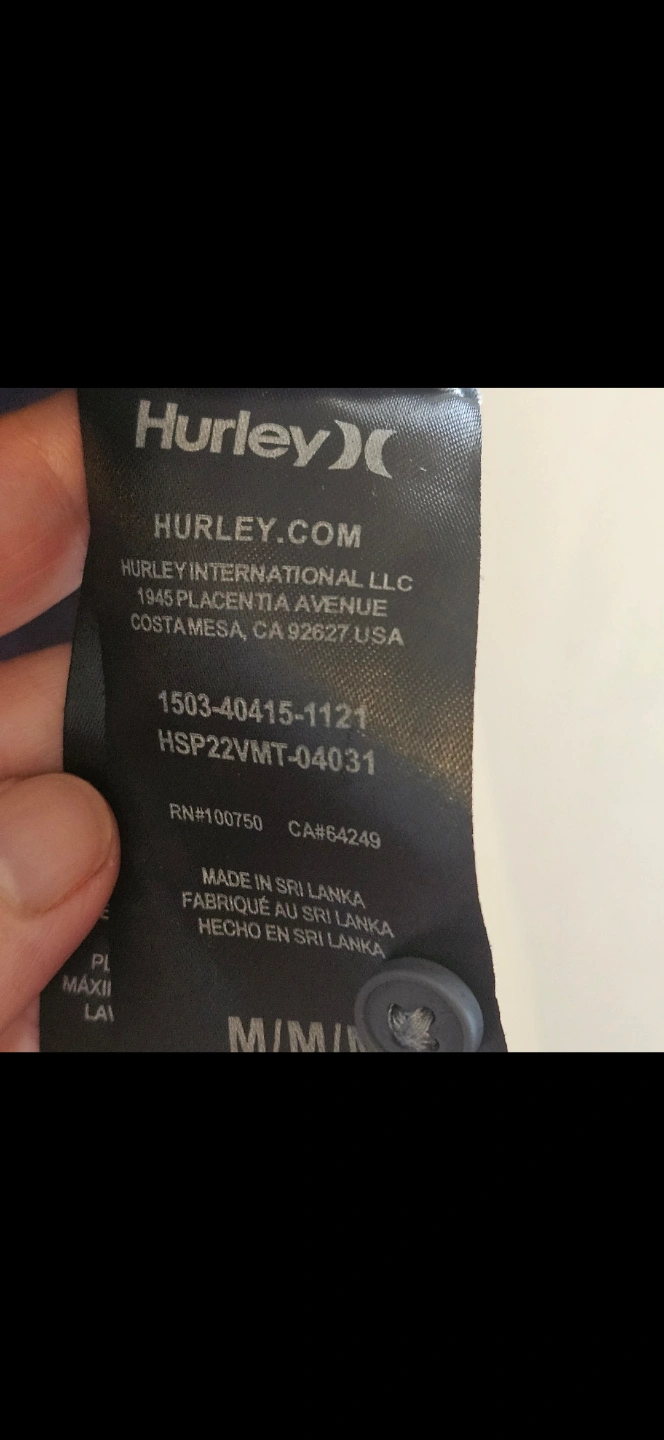 Hurley
HURLEY.COM
HURLEY INTERNATIONAL LLC
1945 PLACENTIA AVENUE
COSTA MESA, CA 92627 USA
1503-40415-1121
HSP22VMT-04031
RN#100750 CA#64249
MADE IN SRI LANKA
FABRIQUÉ AU SRI LANKA
HECHO EN SRI LANKA
M/M/